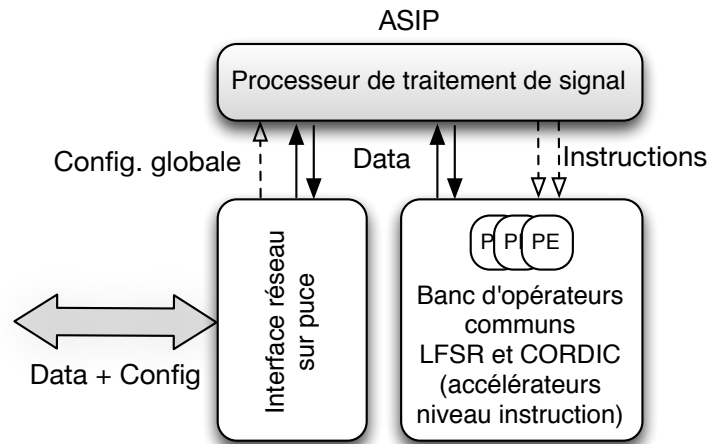 ASIP
Processeur de traitement de signal
Config. globale
Data
Instructions
Interface réseau
sur puce
Data + Config
P
P
PE
Banc d'opérateurs
communs
LFSR et CORDIC
(accélérateurs
niveau instruction)